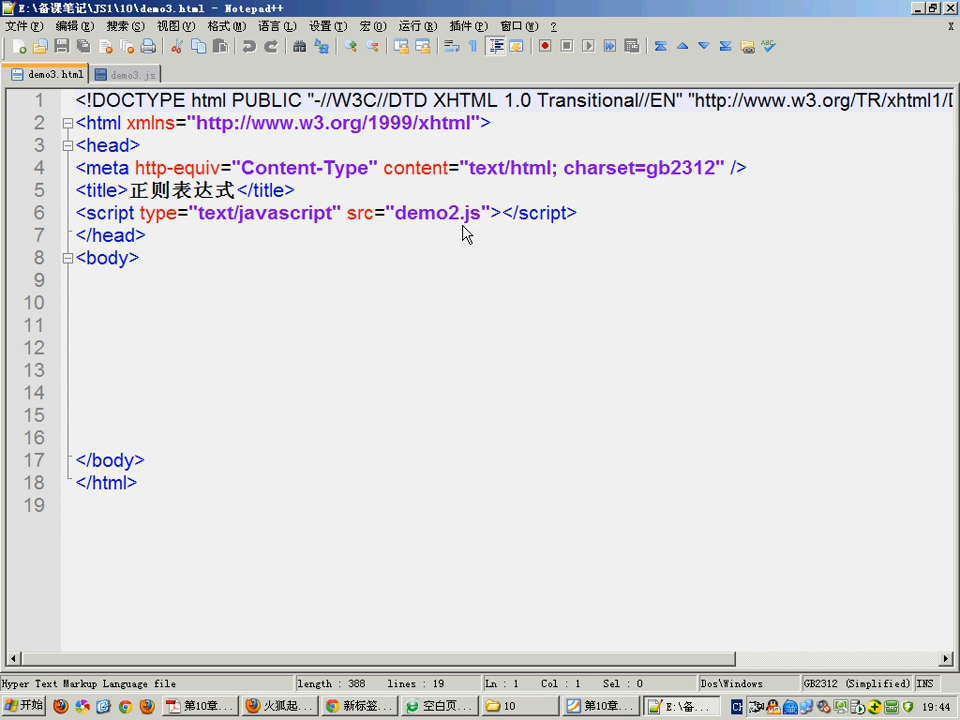 E:\备课笔记\JS1\10\demo3.html - Notepad++
文件(F) 编辑(E) 搜索(S) 视图(V) 格式(M) 语言(L) 设置(T) 宏(O) 运行(R) 插件(P) 窗口(W) ? X
demo3.html demo3.js
1 <!DOCTYPE html PUBLIC "-//W3C//DTD XHTML 1.0 Transitional//EN" "http://www.w3.org/TR/xhtml1/D
2 <html xmlns="http://www.w3.org/1999/xhtml">
3 <head>
4 <meta http-equiv="Content-Type" content="text/html; charset=gb2312" />
5 <title>正则表达式</title>
6 <script type="text/javascript" src="demo2.js"></script>
7 </head>
8 <body>
9
10
11
12
13
14
15
16
17 </body>
18 </html>
19
Hyper Text Markup Language file length : 388 lines : 19 Ln : 1 Col : 1 Sel : 0 Dos\Windows GB2312 (Simplified) INS
开始 第10章... 火狐起... 新标签... 空白页... 10 第10章... E:\备... 19:44